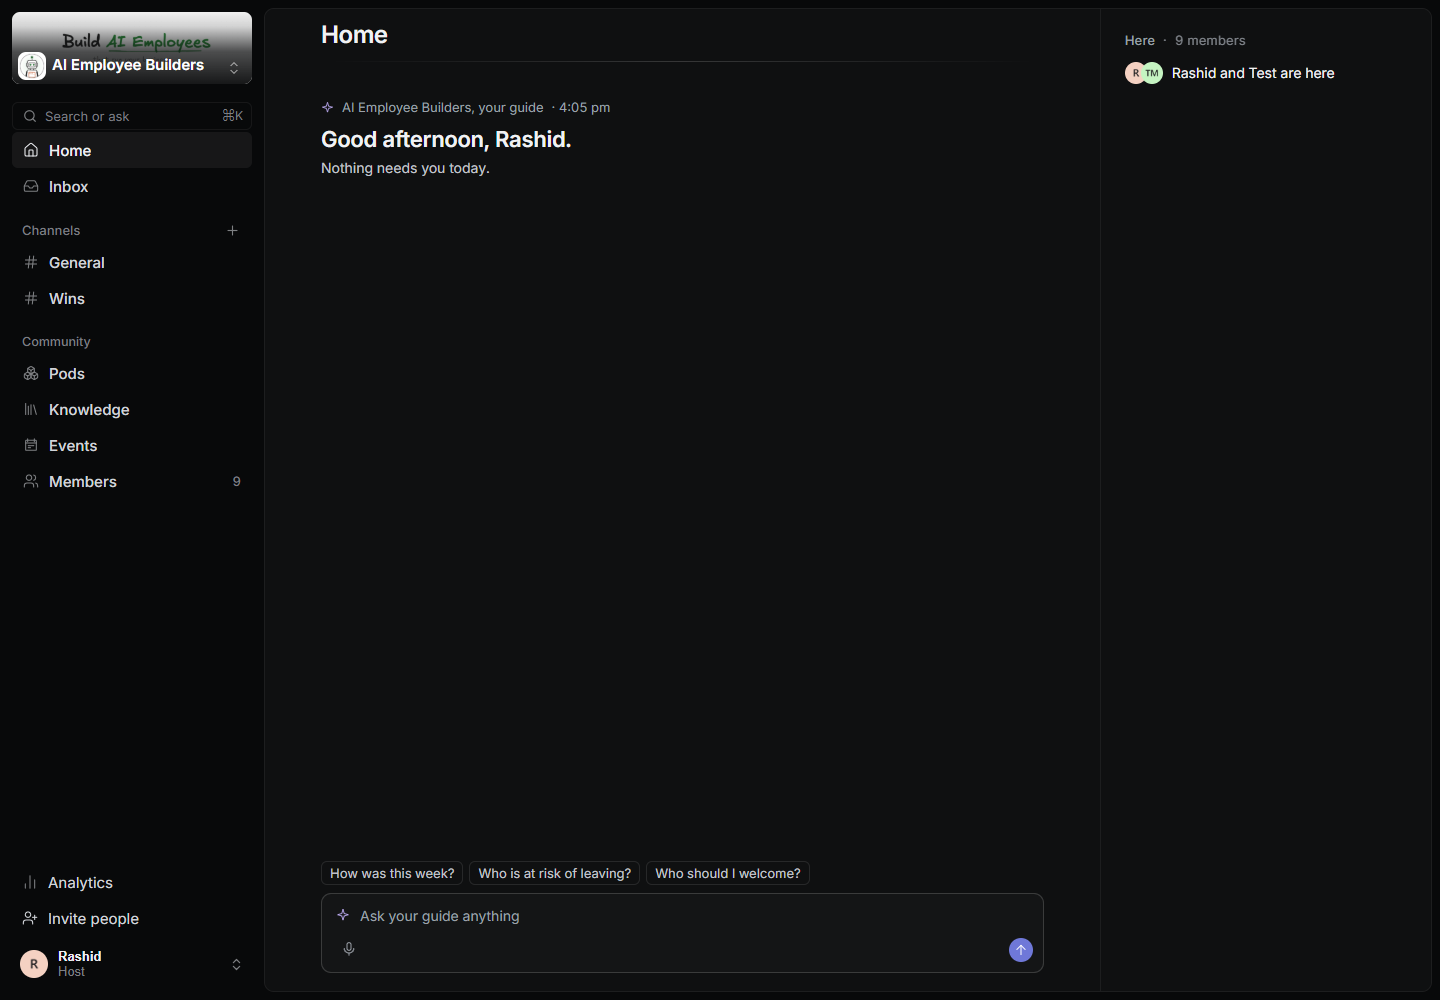 Build AI Employees
AI Employee Builders
Search or ask
⌘K
Home
Inbox
Channels
General
Wins
Community
Pods
Knowledge
Events
Members
9
Analytics
Invite people
R
Rashid
Host
Home
AI Employee Builders, your guide · 4:05 pm
Good afternoon, Rashid.
Nothing needs you today.
How was this week?
Who is at risk of leaving?
Who should I welcome?
Ask your guide anything
Here · 9 members
R
TM
Rashid and Test are here